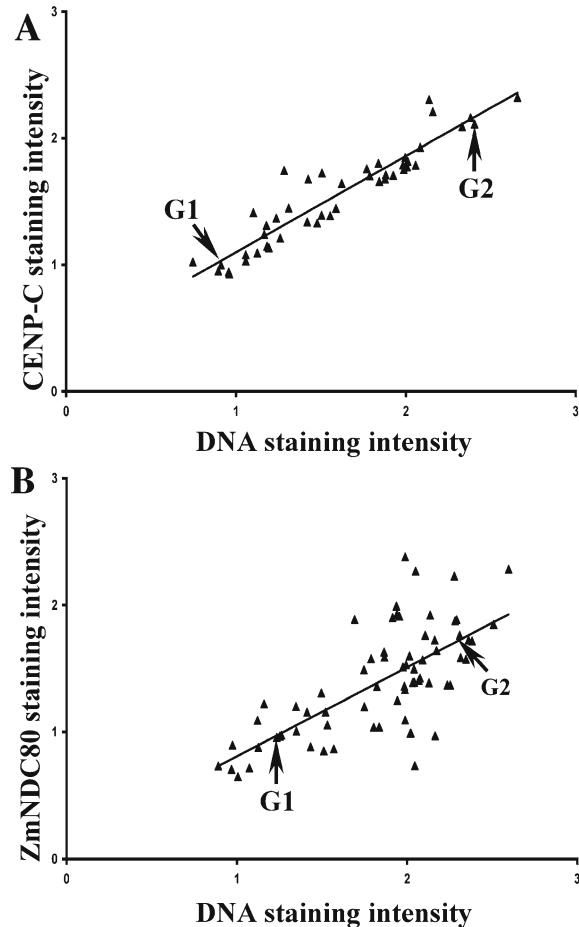 A
CENP-C staining intensity
3
2
1
0
G1
G2
0 1 2 3
DNA staining intensity
B
ZmNDC80 staining intensity
3
2
1
0
G2
G1
0 1 2 3
DNA staining intensity